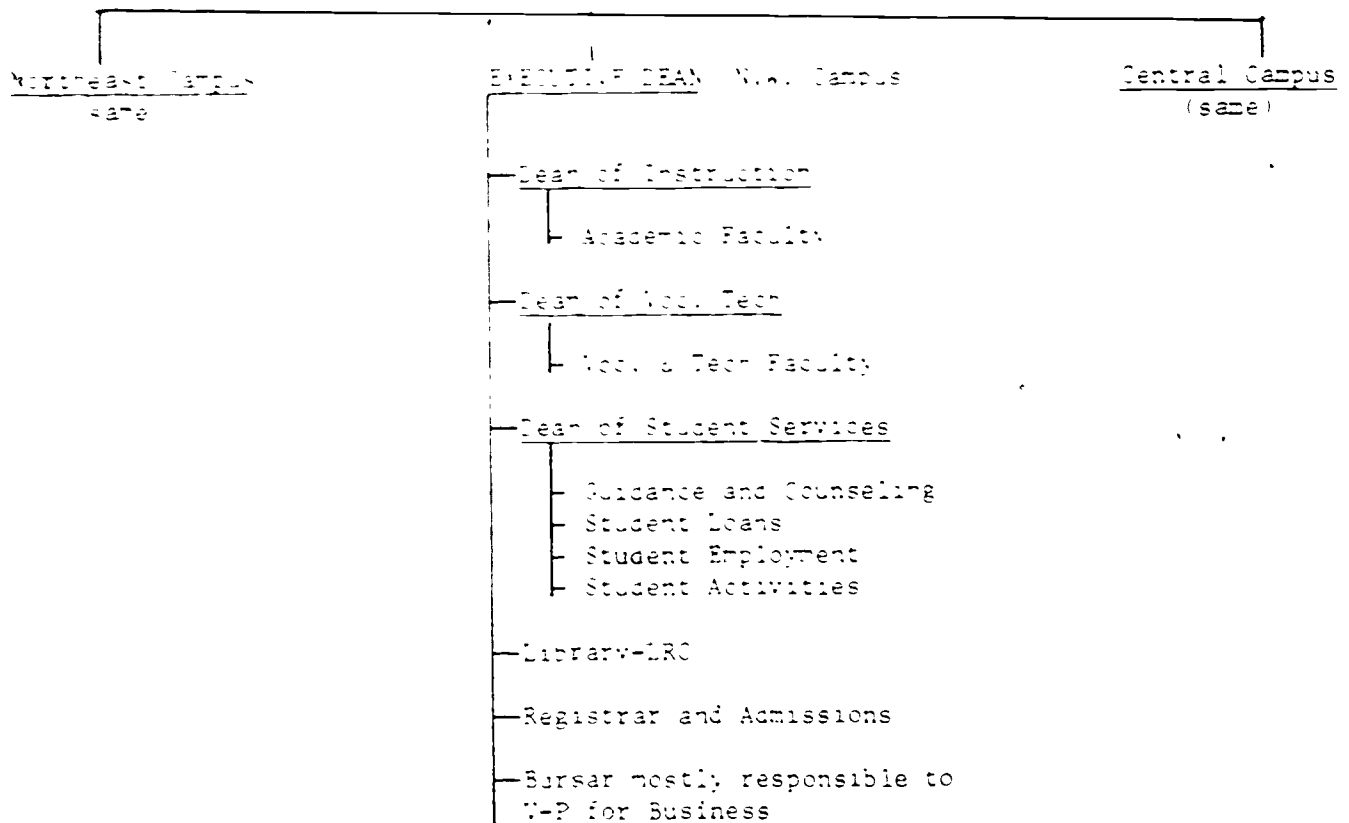 Northeast Campus
same
EXECUTIVE DEAN N.W. Campus
Central Campus
(same)
Dean of Instruction
Academic Faculty
Dean of Voc. Tech
Voc. & Tech Faculty
Dean of Student Services
Guidance and Counseling
Student Loans
Student Employment
Student Activities
Library-LRC
Registrar and Admissions
Bursar mostly responsible to
V-P for Business